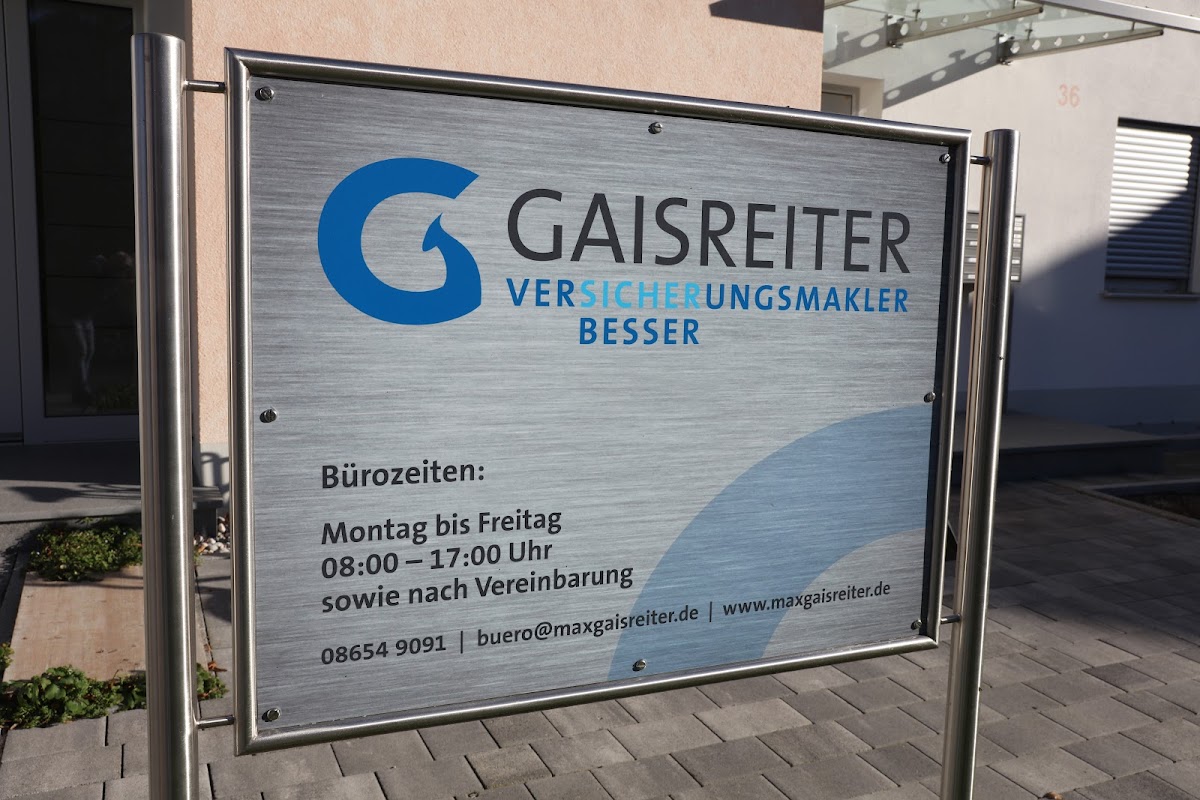 GAISREITER
VERSICHERUNGSMAKLER
BESSER
Bürozeiten:
Montag bis Freitag
08:00 – 17:00 Uhr
sowie nach Vereinbarung
08654 9091 | buero@maxgaisreiter.de | www.maxgaisreiter.de
36